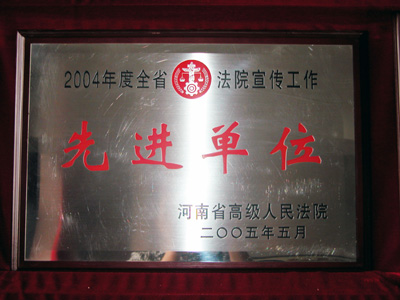 2004年度全省法院宣传工作
先进单位
河南省高级人民法院
二〇〇五年五月